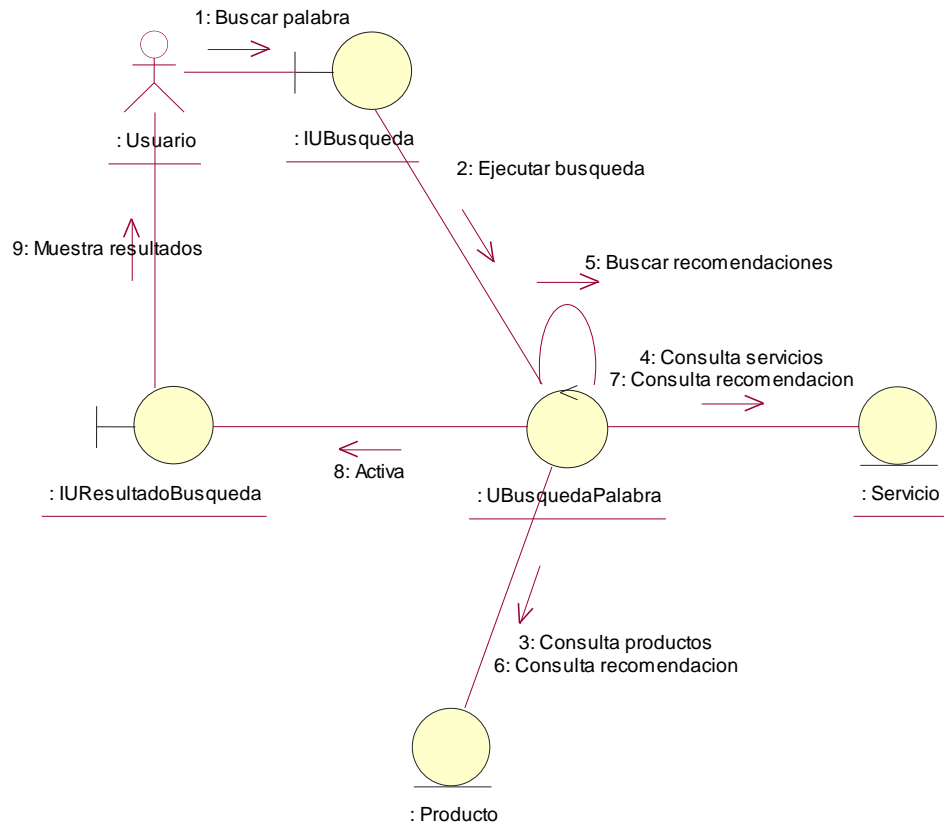 1: Buscar palabra
: Usuario
: IUBusqueda
2: Ejecutar busqueda
9: Muestra resultados
5: Buscar recomendaciones
4: Consulta servicios
7: Consulta recomendacion
8: Activa
: IUResultadoBusqueda
: UBusquedaPalabra
: Servicio
3: Consulta productos
6: Consulta recomendacion
: Producto